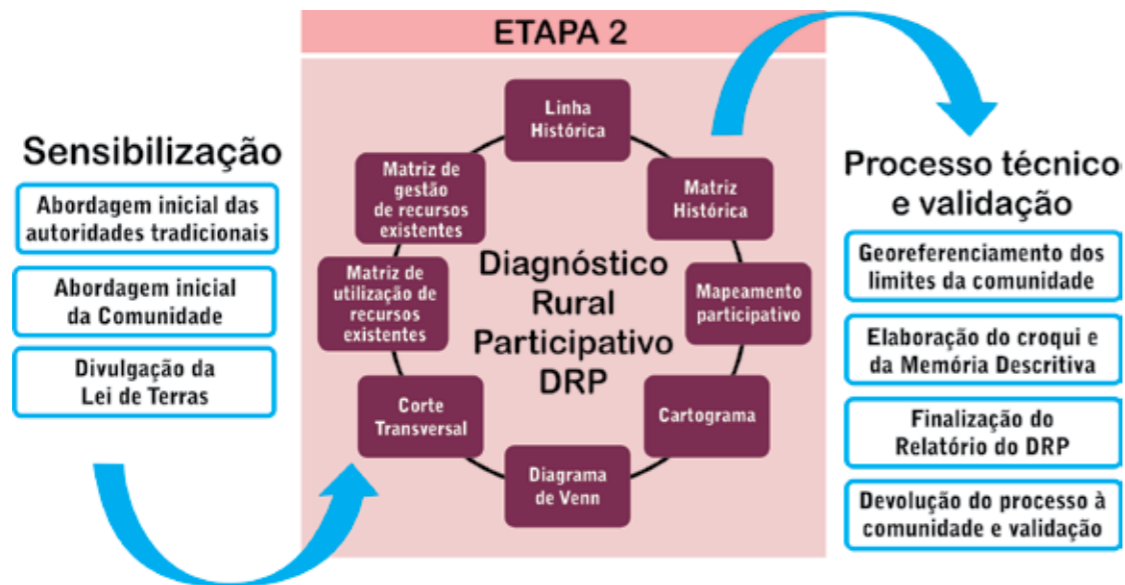 ETAPA 2
Sensibilização
Abordagem inicial das
autoridades tradicionais
Abordagem inicial
da Comunidade
Divulgação da
Lei de Terras
Linha
Histórica
Matriz
Histórica
Mapeamento
participativo
Cartograma
Diagrama
de Venn
Corte
Transversal
Matriz de
utilização de
recursos
existentes
Matriz de
gestão
de recursos
existentes
Diagnóstico
Rural
Participativo
DRP
Processo técnico
e validação
Georeferenciamento dos
limites da comunidade
Elaboração do croqui e
da Memória Descritiva
Finalização do
Relatório do DRP
Devolução do processo à
comunidade e validação